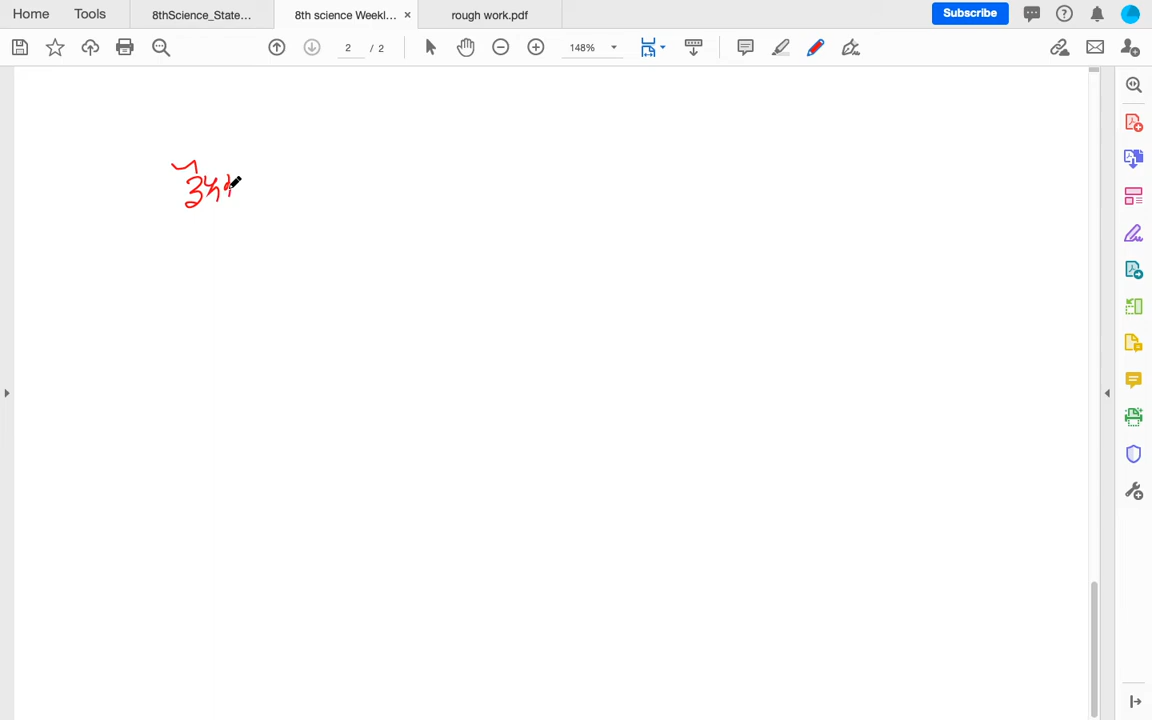 8thScience_State...
8th science Weekl... ×
rough work.pdf
Home
Tools
Subscribe
2 / 2
148%